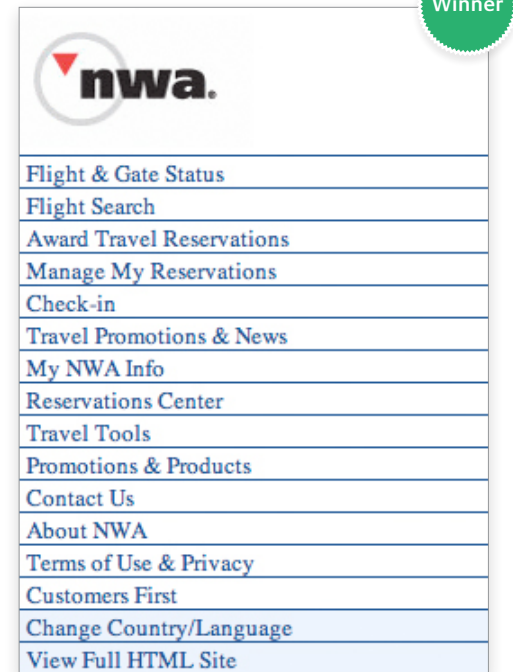 Winner
nwa.
Flight & Gate Status
Flight Search
Award Travel Reservations
Manage My Reservations
Check-in
Travel Promotions & News
My NWA Info
Reservations Center
Travel Tools
Promotions & Products
Contact Us
About NWA
Terms of Use & Privacy
Customers First
Change Country/Language
View Full HTML Site